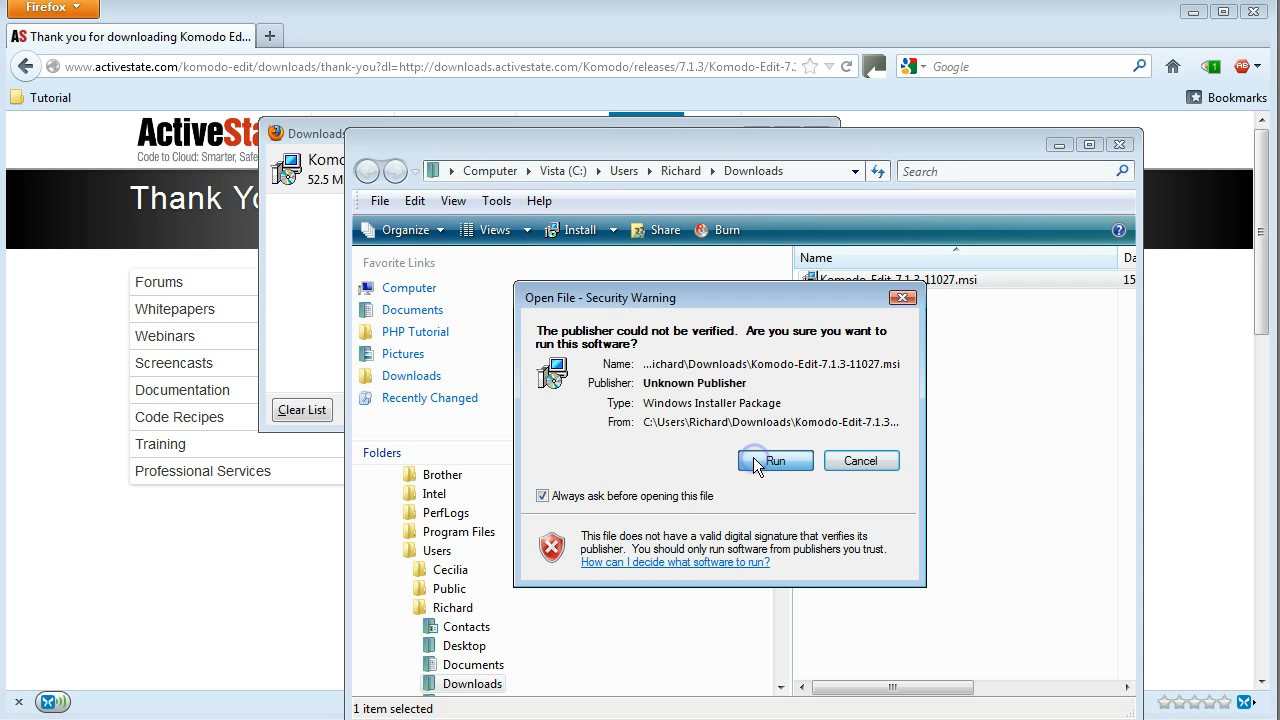 Firefox
Thank you for downloading Komodo Ed...
www.activestate.com/komodo-edit/downloads/thank-you?dl=http://downloads.activestate.com/Komodo/releases/7.1.3/Komodo-Edit-7.
Google
1
Tutorial
Bookmarks
ActiveSta
Code to Cloud: Smarter, Safe
Thank Yo
Forums
Whitepapers
Webinars
Screencasts
Documentation
Code Recipes
Training
Professional Services
Downloads
Komo
52.5 M
Clear List
Computer
Vista (C:)
Users
Richard
Downloads
Search
File
Edit
View
Tools
Help
Organize
Views
Install
Share
Burn
Favorite Links
Computer
Documents
PHP Tutorial
Pictures
Downloads
Recently Changed
Folders
Brother
Intel
PerfLogs
Program Files
Users
Cecilia
Public
Richard
Contacts
Desktop
Documents
Downloads
Name
Da
Komodo-Edit-7.1.3-11027.msi
15
1 item selected
Open File - Security Warning
The publisher could not be verified. Are you sure you want to
run this software?
Name: ...ichard\Downloads\Komodo-Edit-7.1.3-11027.msi
Publisher: Unknown Publisher
Type: Windows Installer Package
From: C:\Users\Richard\Downloads\Komodo-Edit-7.1.3...
Run
Cancel
Always ask before opening this file
This file does not have a valid digital signature that verifies its
publisher. You should only run software from publishers you trust.
How can I decide what software to run?